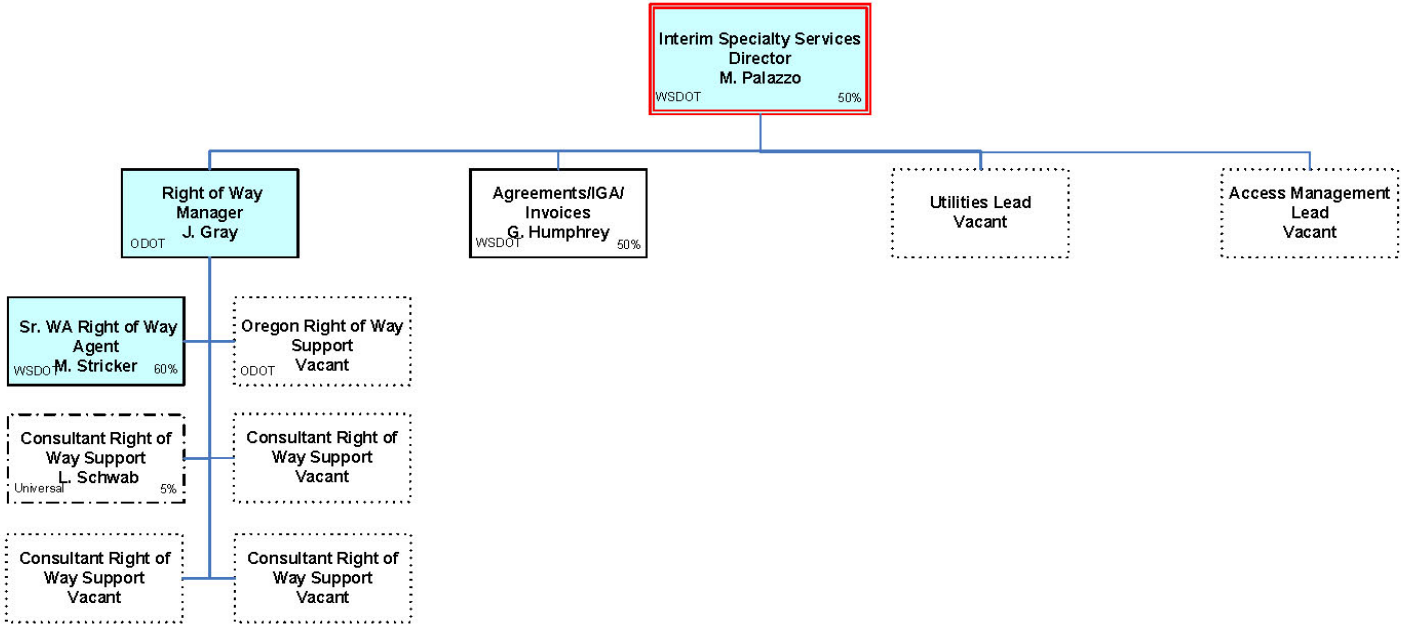 Interim Specialty Services
Director
M. Palazzo
WSDOT 50%
Right of Way
Manager
J. Gray
ODOT
Agreements/IGA/
Invoices
G. Humphrey
WSDOT 50%
Utilities Lead
Vacant
Access Management
Lead
Vacant
Sr. WA Right of Way
Agent
M. Stricker
WSDOT 60%
Oregon Right of Way
Support
Vacant
ODOT
Consultant Right of
Way Support
L. Schwab
Universal 5%
Consultant Right of
Way Support
Vacant
Consultant Right of
Way Support
Vacant
Consultant Right of
Way Support
Vacant